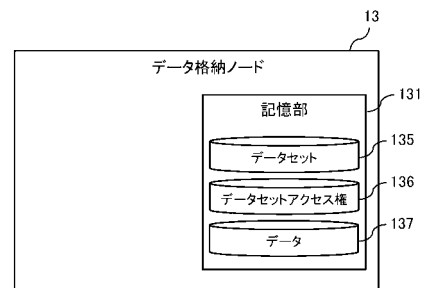 13
データ格納ノード
131
記憶部
データセット
135
データセットアクセス権
136
データ
137